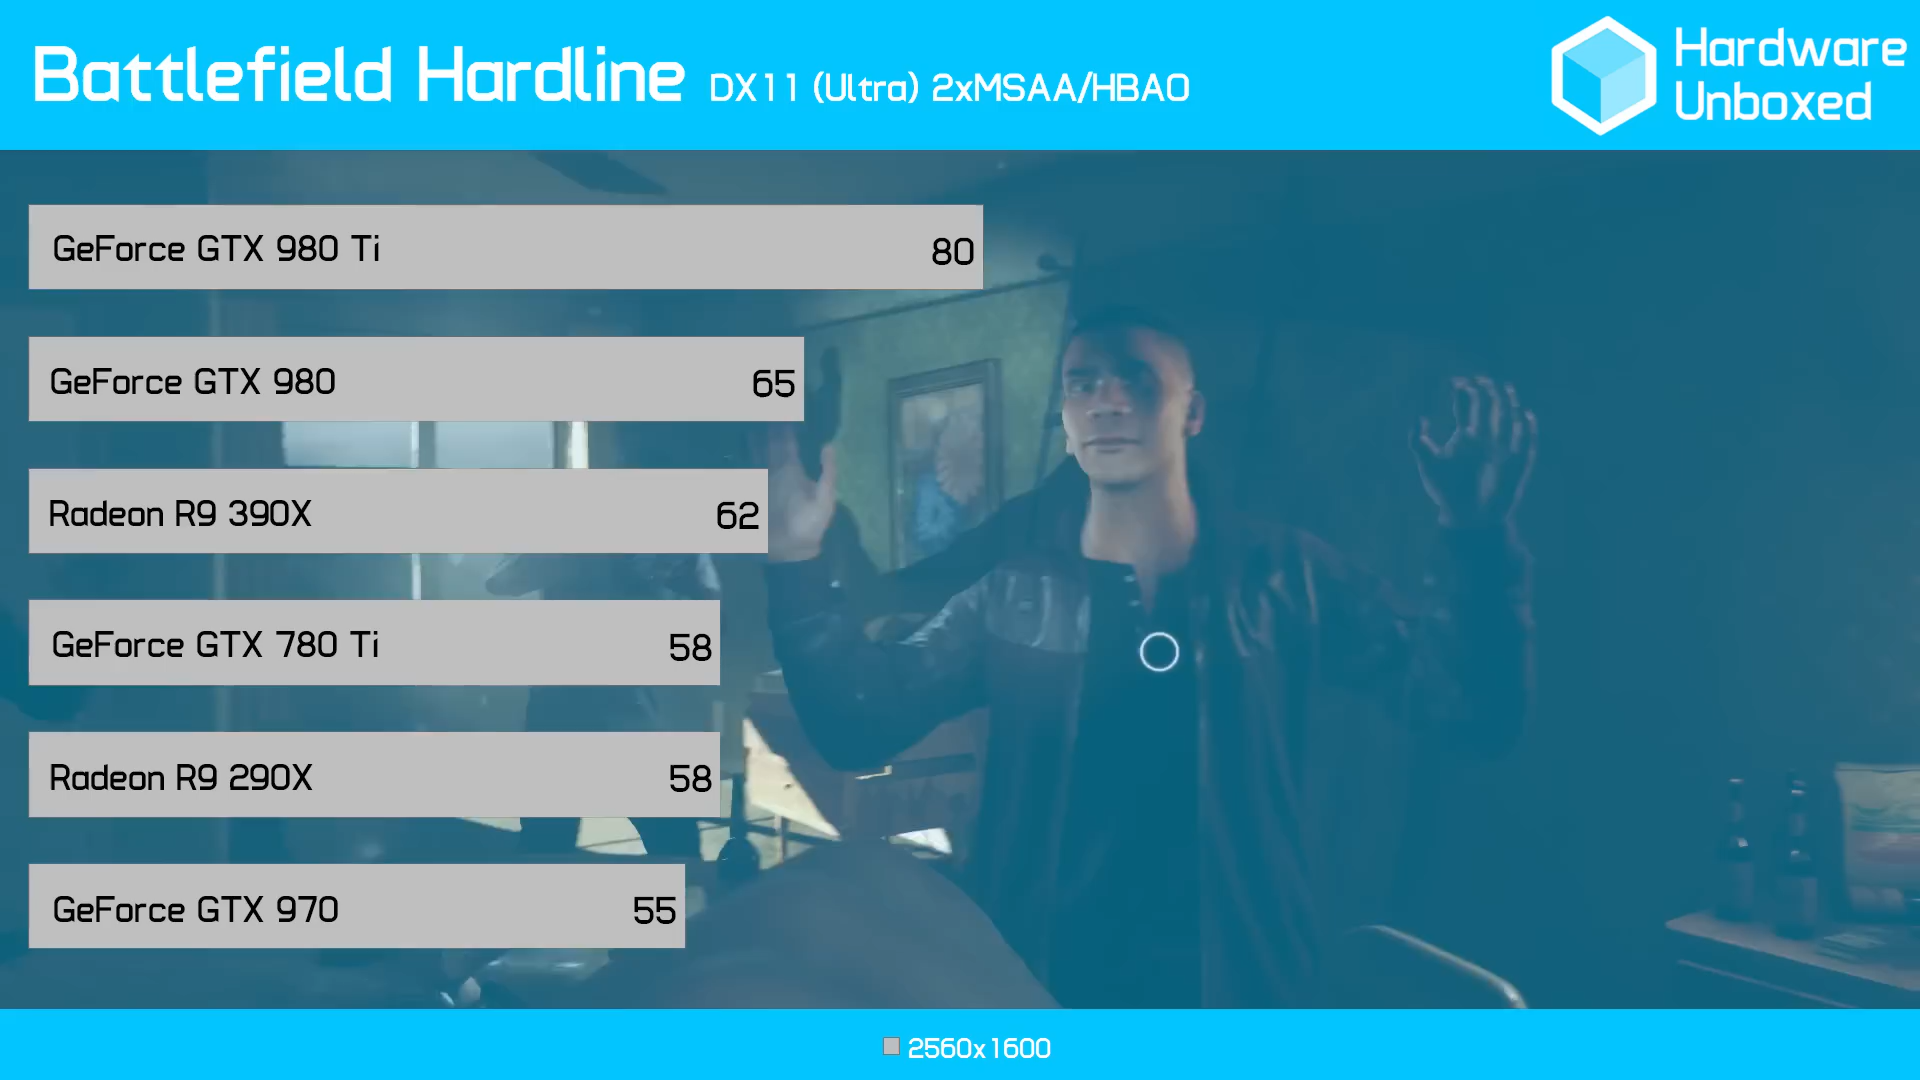 Battlefield Hardline DX11 (Ultra) 2xMSAA/HBAO
Hardware
Unboxed
GeForce GTX 980 Ti 80
GeForce GTX 980 65
Radeon R9 390X 62
GeForce GTX 780 Ti 58
Radeon R9 290X 58
GeForce GTX 970 55
2560x1600